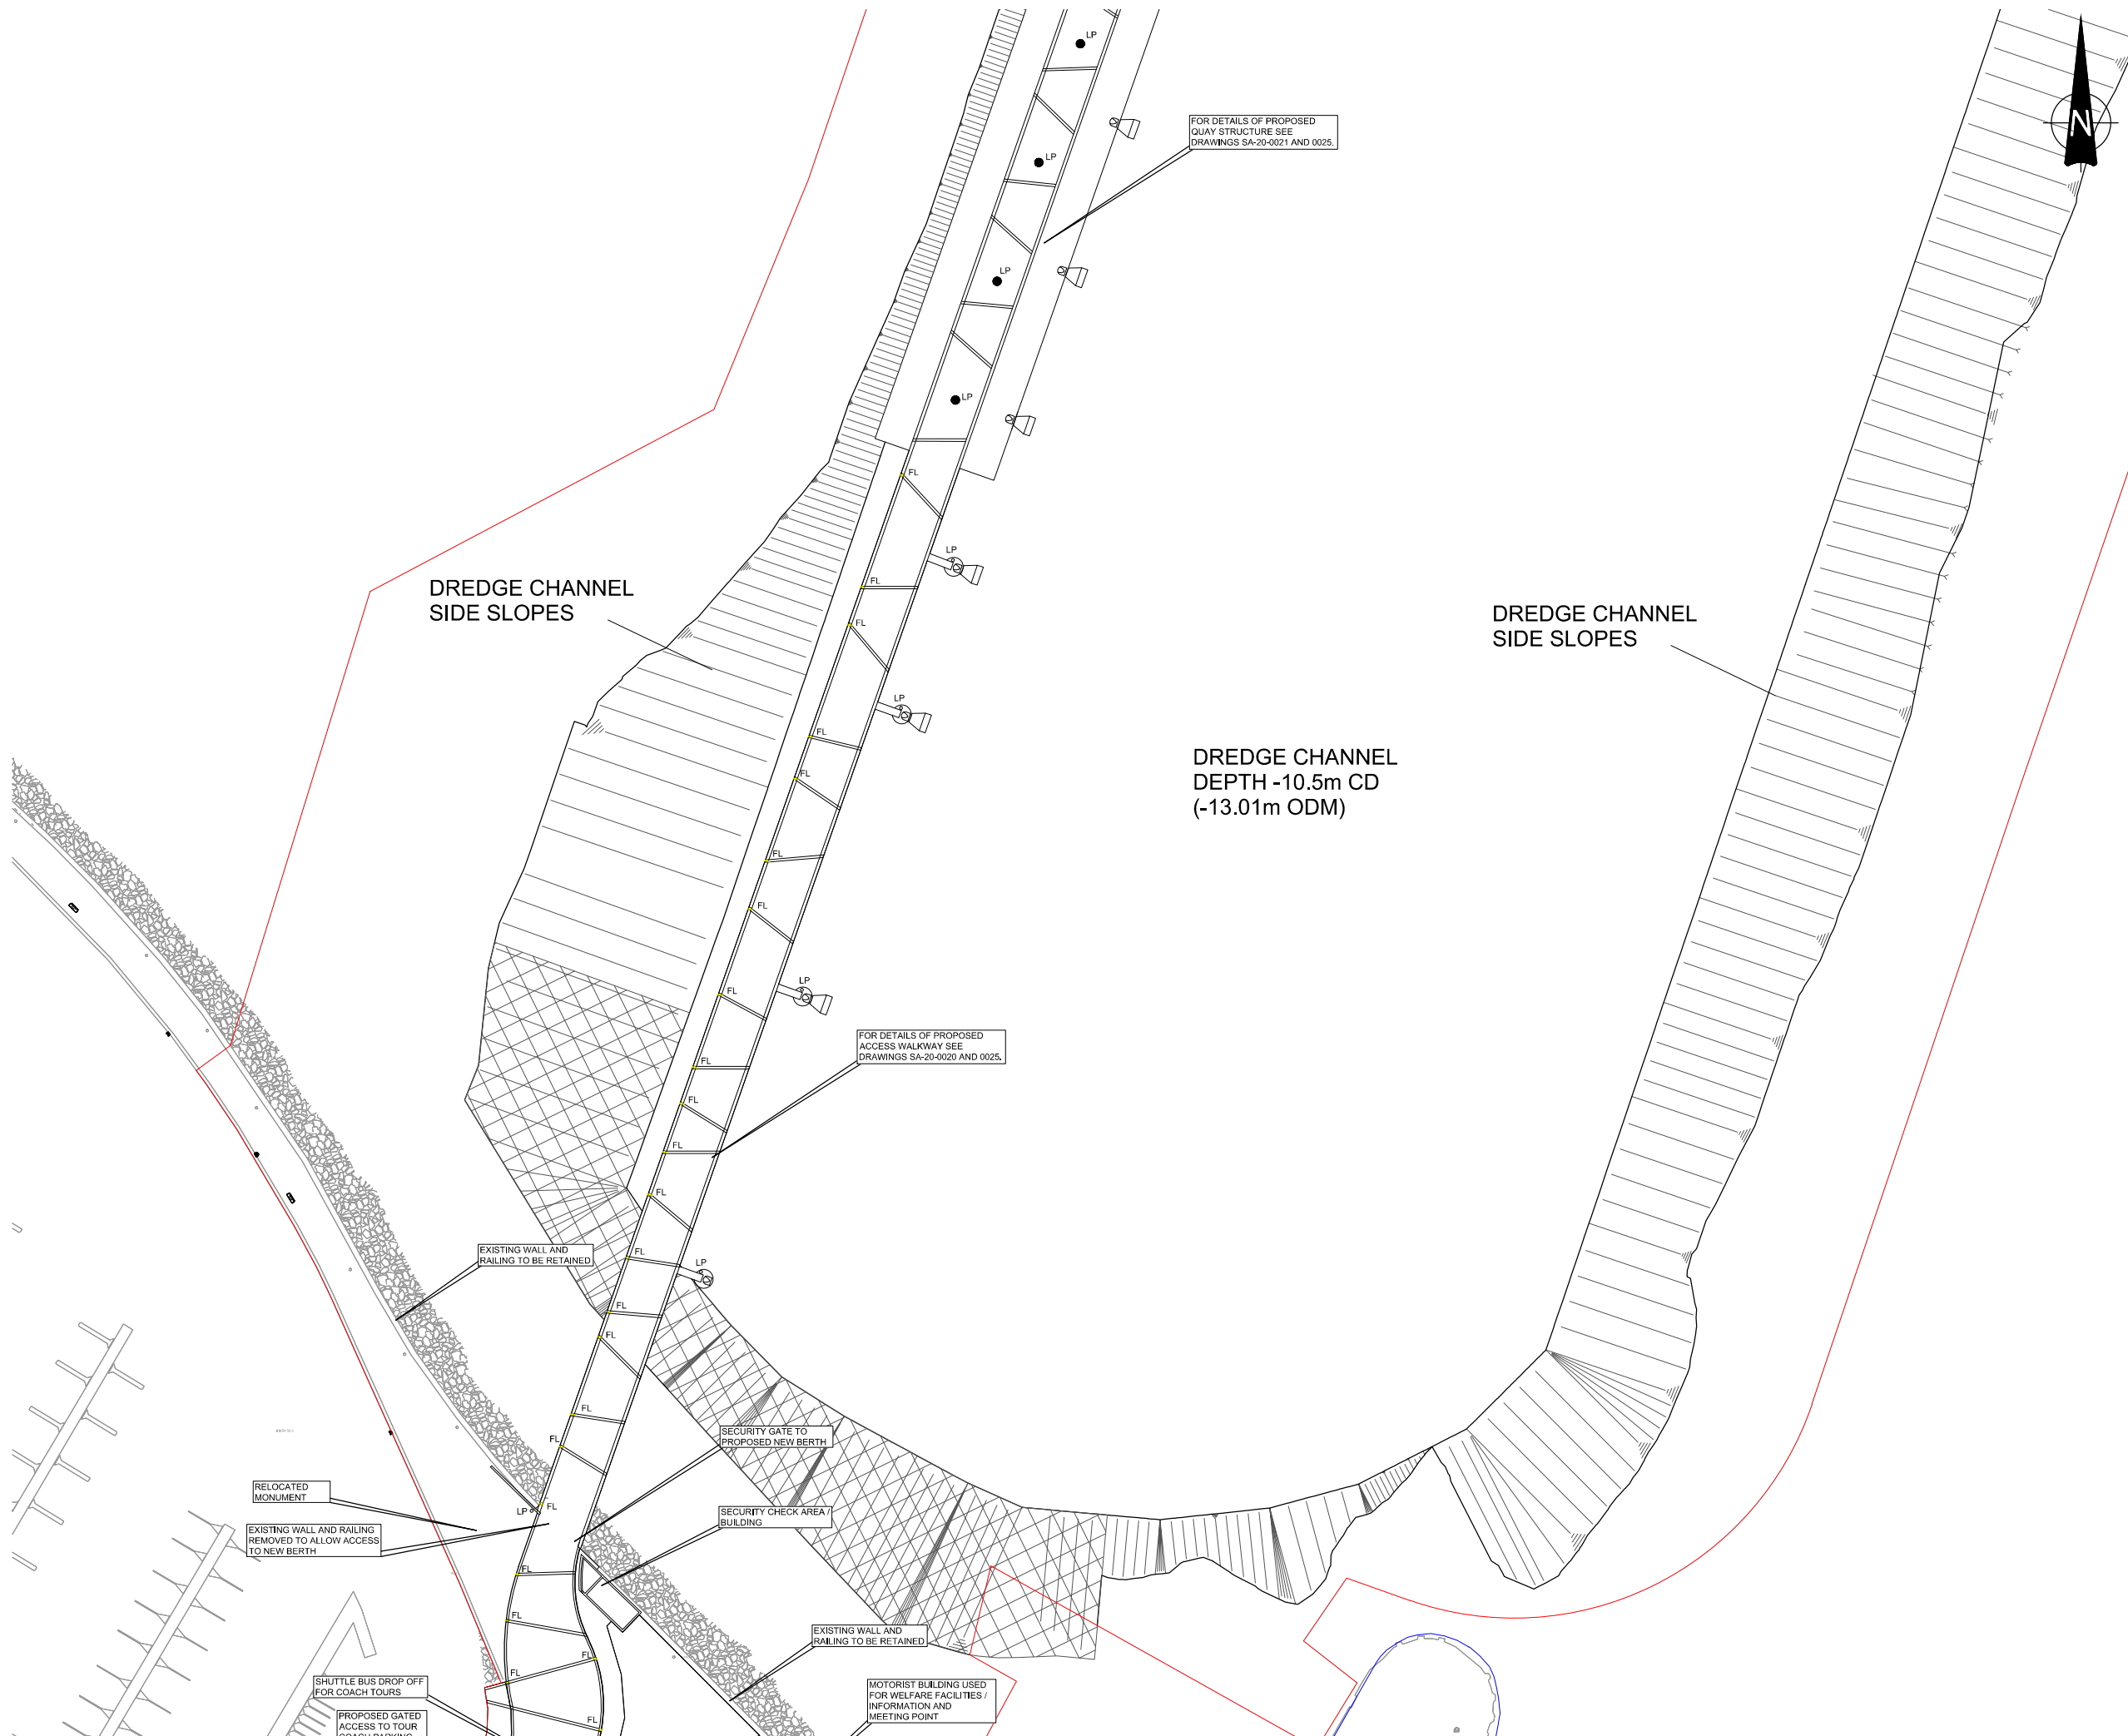 LP
N
FOR DETAILS OF PROPOSED
QUAY STRUCTURE SEE
DRAWINGS SA-20-0021 AND 0025.
LP
LP
LP
FL
LP
FL
DREDGE CHANNEL
SIDE SLOPES
DREDGE CHANNEL
SIDE SLOPES
FL
LP
FL
DREDGE CHANNEL
DEPTH -10.5m CD
(-13.01m ODM)
FL
FL
FL
LP
FL
FOR DETAILS OF PROPOSED
ACCESS WALKWAY SEE
DRAWINGS SA-20-0020 AND 0025.
FL
FL
FL
FL
EXISTING WALL AND
RAILING TO BE RETAINED
FL
LP
FL
FL
FL
FL
SECURITY GATE TO
PROPOSED NEW BERTH
RELOCATED
MONUMENT
LP
FL
SECURITY CHECK AREA /
BUILDING
EXISTING WALL AND RAILING
REMOVED TO ALLOW ACCESS
TO NEW BERTH
FL
FL
EXISTING WALL AND
RAILING TO BE RETAINED
FL
FL
SHUTTLE BUS DROP OFF
FOR COACH TOURS
MOTORIST BUILDING USED
FOR WELFARE FACILITIES /
INFORMATION AND
MEETING POINT
PROPOSED GATED
ACCESS TO TOUR
COACH PARKING
FL